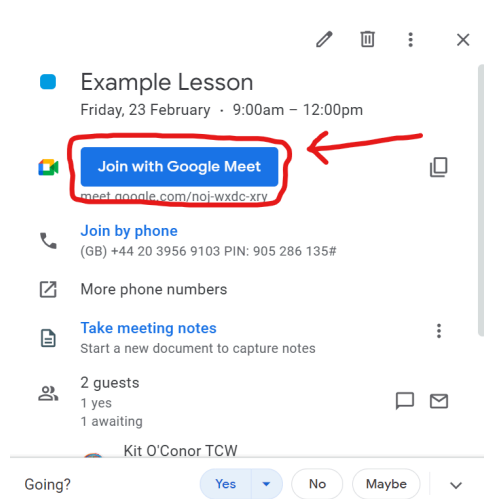 Example Lesson
Friday, 23 February · 9:00am – 12:00pm
Join with Google Meet
meet.google.com/noj-wxdc-xry
Join by phone
(GB) +44 20 3956 9103 PIN: 905 286 135#
More phone numbers
Take meeting notes
Start a new document to capture notes
2 guests
1 yes
1 awaiting
Kit O'Conor TCW
Going?
Yes
No
Maybe